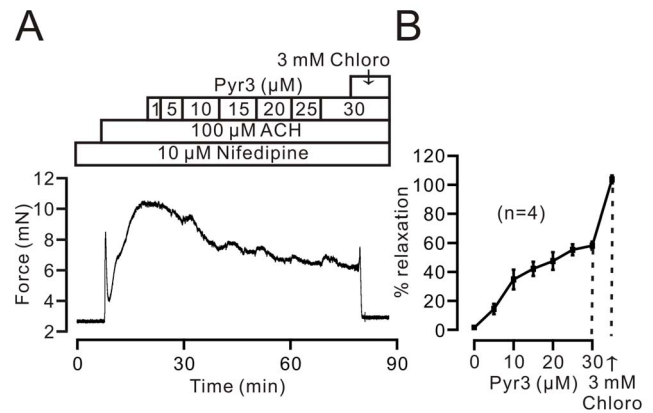 A
3 mM Chloro
Pyr3 (µM)
1 5 10 15 20 25 30
100 µM ACH
10 µM Nifedipine
12
10
8
6
4
2
Force (mN)
0 30 60 90
Time (min)
B
120
100
80
60
40
20
0
% relaxation
(n=4)
0 10 20 30
Pyr3 (µM)
3 mM
Chloro